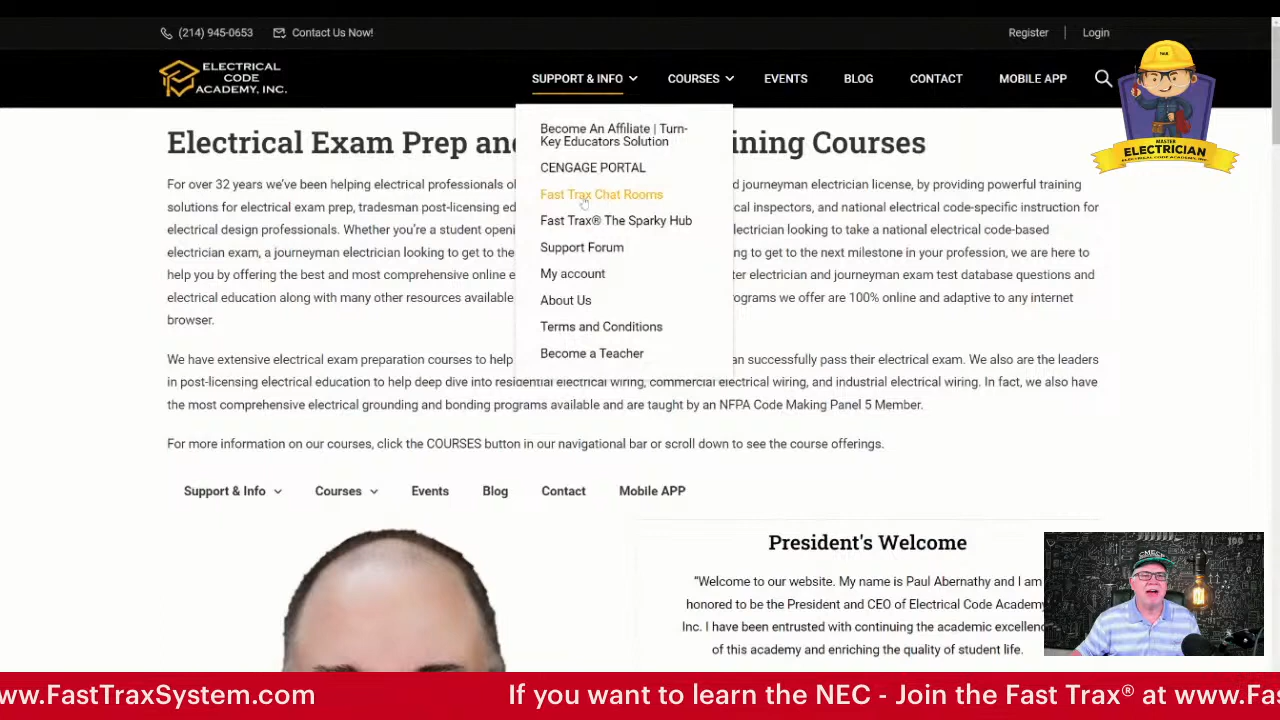 (214) 945-0653
Contact Us Now!
Register
Login
ELECTRICAL
CODE
ACADEMY, INC.
SUPPORT & INFO
COURSES
EVENTS
BLOG
CONTACT
MOBILE APP
MASTER
ELECTRICIAN
ELECTRICAL CODE ACADEMY, INC.
Become An Affiliate | Turn-
Key Educators Solution
CENGAGE PORTAL
Fast Trax Chat Rooms
Fast Trax® The Sparky Hub
Support Forum
My account
About Us
Terms and Conditions
Become a Teacher
Electrical Exam Prep an ining Courses
For over 32 years we've been helping electrical professionals o d journeyman electrician license, by providing powerful training
solutions for electrical exam prep, tradesman post-licensing ed cal inspectors, and national electrical code-specific instruction for
electrical design professionals. Whether you're a student openi electrician looking to take a national electrical code-based
electrician exam, a journeyman electrician looking to get to the ng to get to the next milestone in your profession, we are here to
help you by offering the best and most comprehensive online e ter electrician and journeyman exam test database questions and
electrical education along with many other resources available rograms we offer are 100% online and adaptive to any internet
browser.
We have extensive electrical exam preparation courses to help an successfully pass their electrical exam. We also are the leaders
in post-licensing electrical education to help deep dive into residential electrical wiring, commercial electrical wiring, and industrial electrical wiring. In fact, we also have
the most comprehensive electrical grounding and bonding programs available and are taught by an NFPA Code Making Panel 5 Member.
For more information on our courses, click the COURSES button in our navigational bar or scroll down to see the course offerings.
Support & Info
Courses
Events
Blog
Contact
Mobile APP
President's Welcome
"Welcome to our website. My name is Paul Abernathy and I am
honored to be the President and CEO of Electrical Code Academy
Inc. I have been entrusted with continuing the academic excellenc
of this academy and enriching the quality of student life.
CMECP
ww.FastTraxSystem.com
If you want to learn the NEC - Join the Fast Trax® at www.Fas